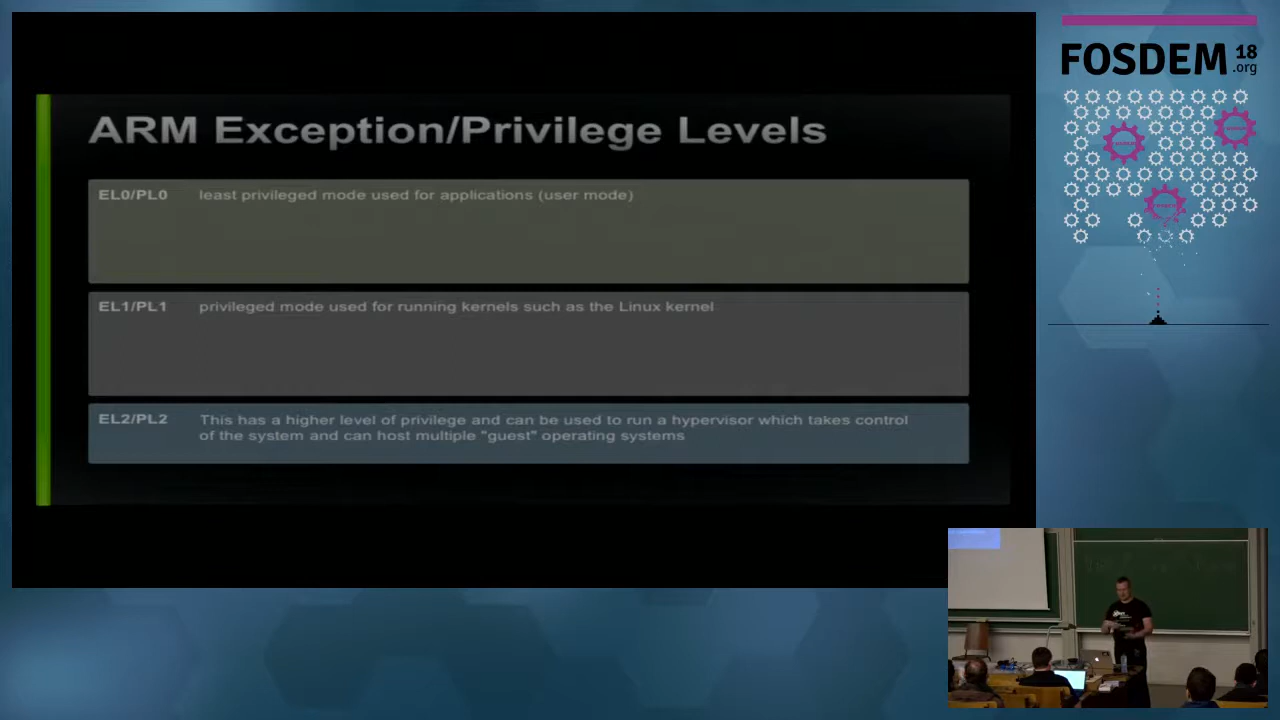 ARM Exception/Privilege Levels
EL0/PL0 least privileged mode used for applications (user mode)
EL1/PL1 privileged mode used for running kernels such as the Linux kernel
EL2/PL2 This has a higher level of privilege and can be used to run a hypervisor which takes control
of the system and can host multiple "guest" operating systems
FOSDEM 18
.org